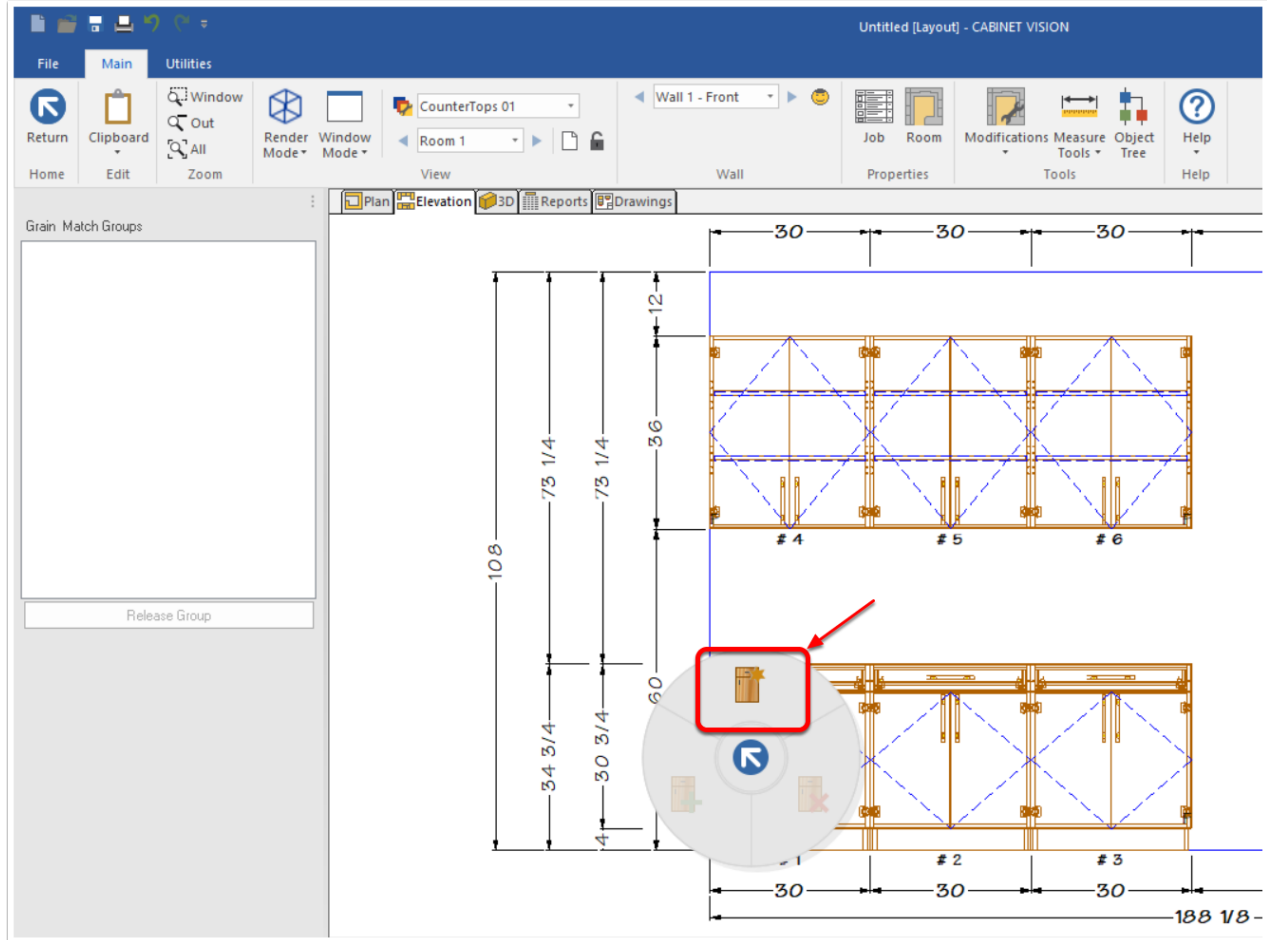 Untitled [Layout] - CABINET VISION
File Main Utilities
Window
Out
All
Return
Clipboard
Render Mode
Window Mode
CounterTops 01
Room 1
Wall 1 - Front
Job
Room
Modifications
Measure Tools
Object Tree
Help
Home Edit Zoom View Wall Properties Tools Help
Plan Elevation 3D Reports Drawings
Grain Match Groups
Release Group
30 30 30
12
36
73 1/4
73 1/4
108
# 4 # 5 # 6
60
34 3/4
30 3/4
4
# 2 # 3
30 30 30
188 1/8